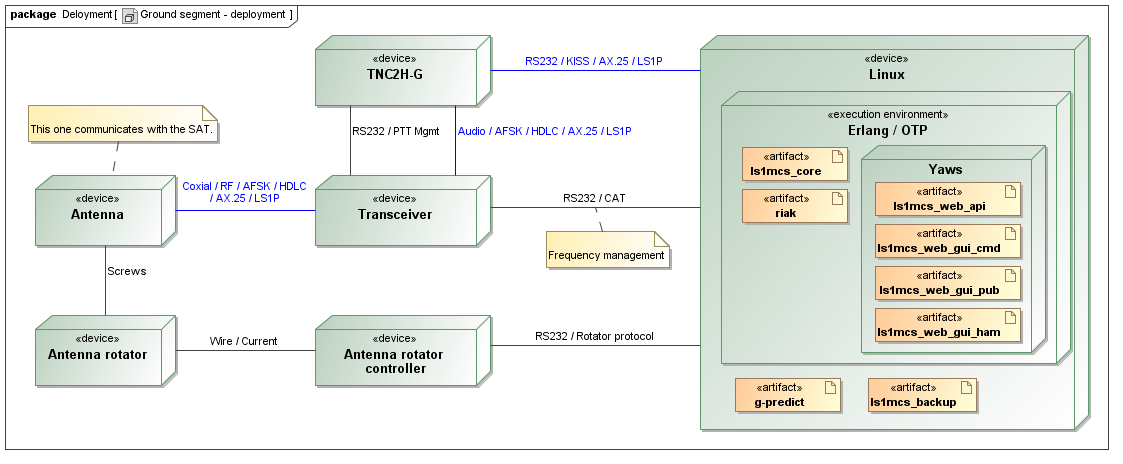 package Deloyment [ Ground segment - deployment ]
«device»
TNC2H-G
RS232 / KISS / AX.25 / LS1P
«device»
Linux
This one communicates with the SAT.
RS232 / PTT Mgmt
Audio / AFSK / HDLC / AX.25 / LS1P
«execution environment»
Erlang / OTP
«artifact»
ls1mcs_core
«artifact»
riak
Yaws
«artifact»
ls1mcs_web_api
«artifact»
ls1mcs_web_gui_cmd
«artifact»
ls1mcs_web_gui_pub
«artifact»
ls1mcs_web_gui_ham
«device»
Antenna
Coxial / RF / AFSK / HDLC
/ AX.25 / LS1P
«device»
Transceiver
RS232 / CAT
Frequency management
Screws
«device»
Antenna rotator
Wire / Current
«device»
Antenna rotator
controller
RS232 / Rotator protocol
«artifact»
g-predict
«artifact»
ls1mcs_backup